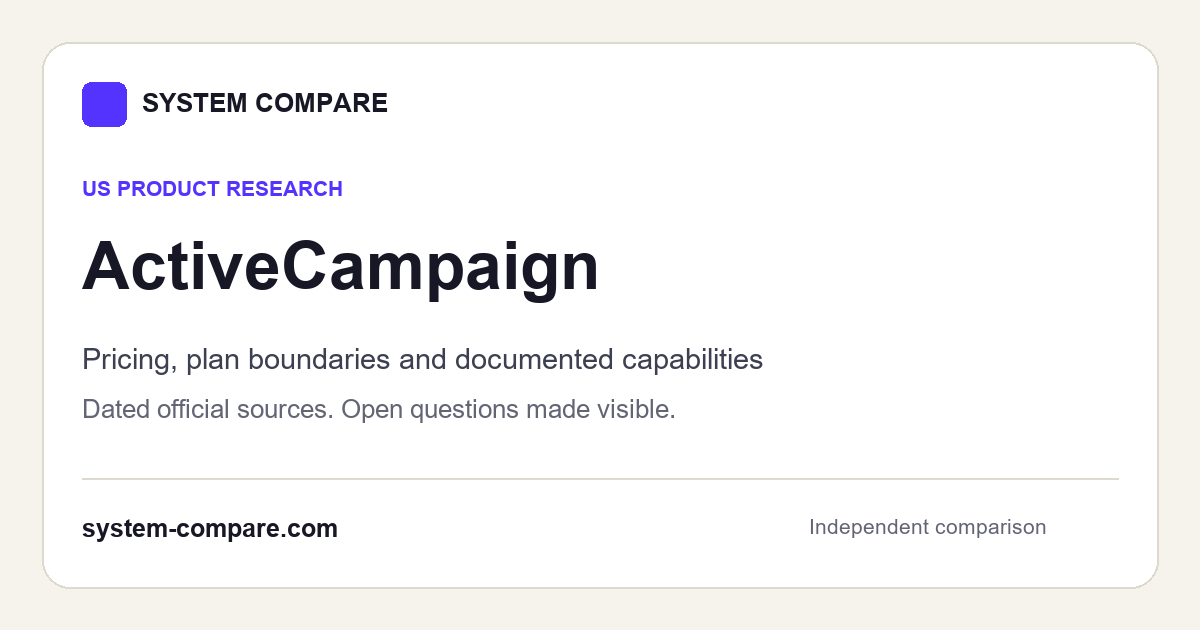 SYSTEM COMPARE
US PRODUCT RESEARCH
ActiveCampaign
Pricing, plan boundaries and documented capabilities
Dated official sources. Open questions made visible.
system-compare.com
Independent comparison